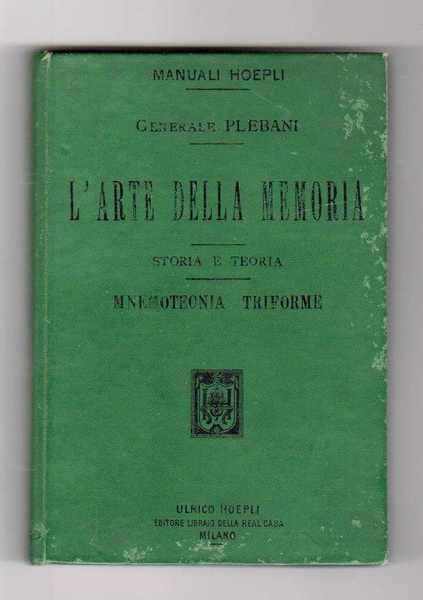 MANUALI HOEPLI
GENERALE PLEBANI
L'ARTE DELLA MEMORIA
STORIA E TEORIA
MNEMOTECNIA TRIFORME
ULRICO HOEPLI
EDITORE LIBRAIO DELLA REAL CASA
MILANO